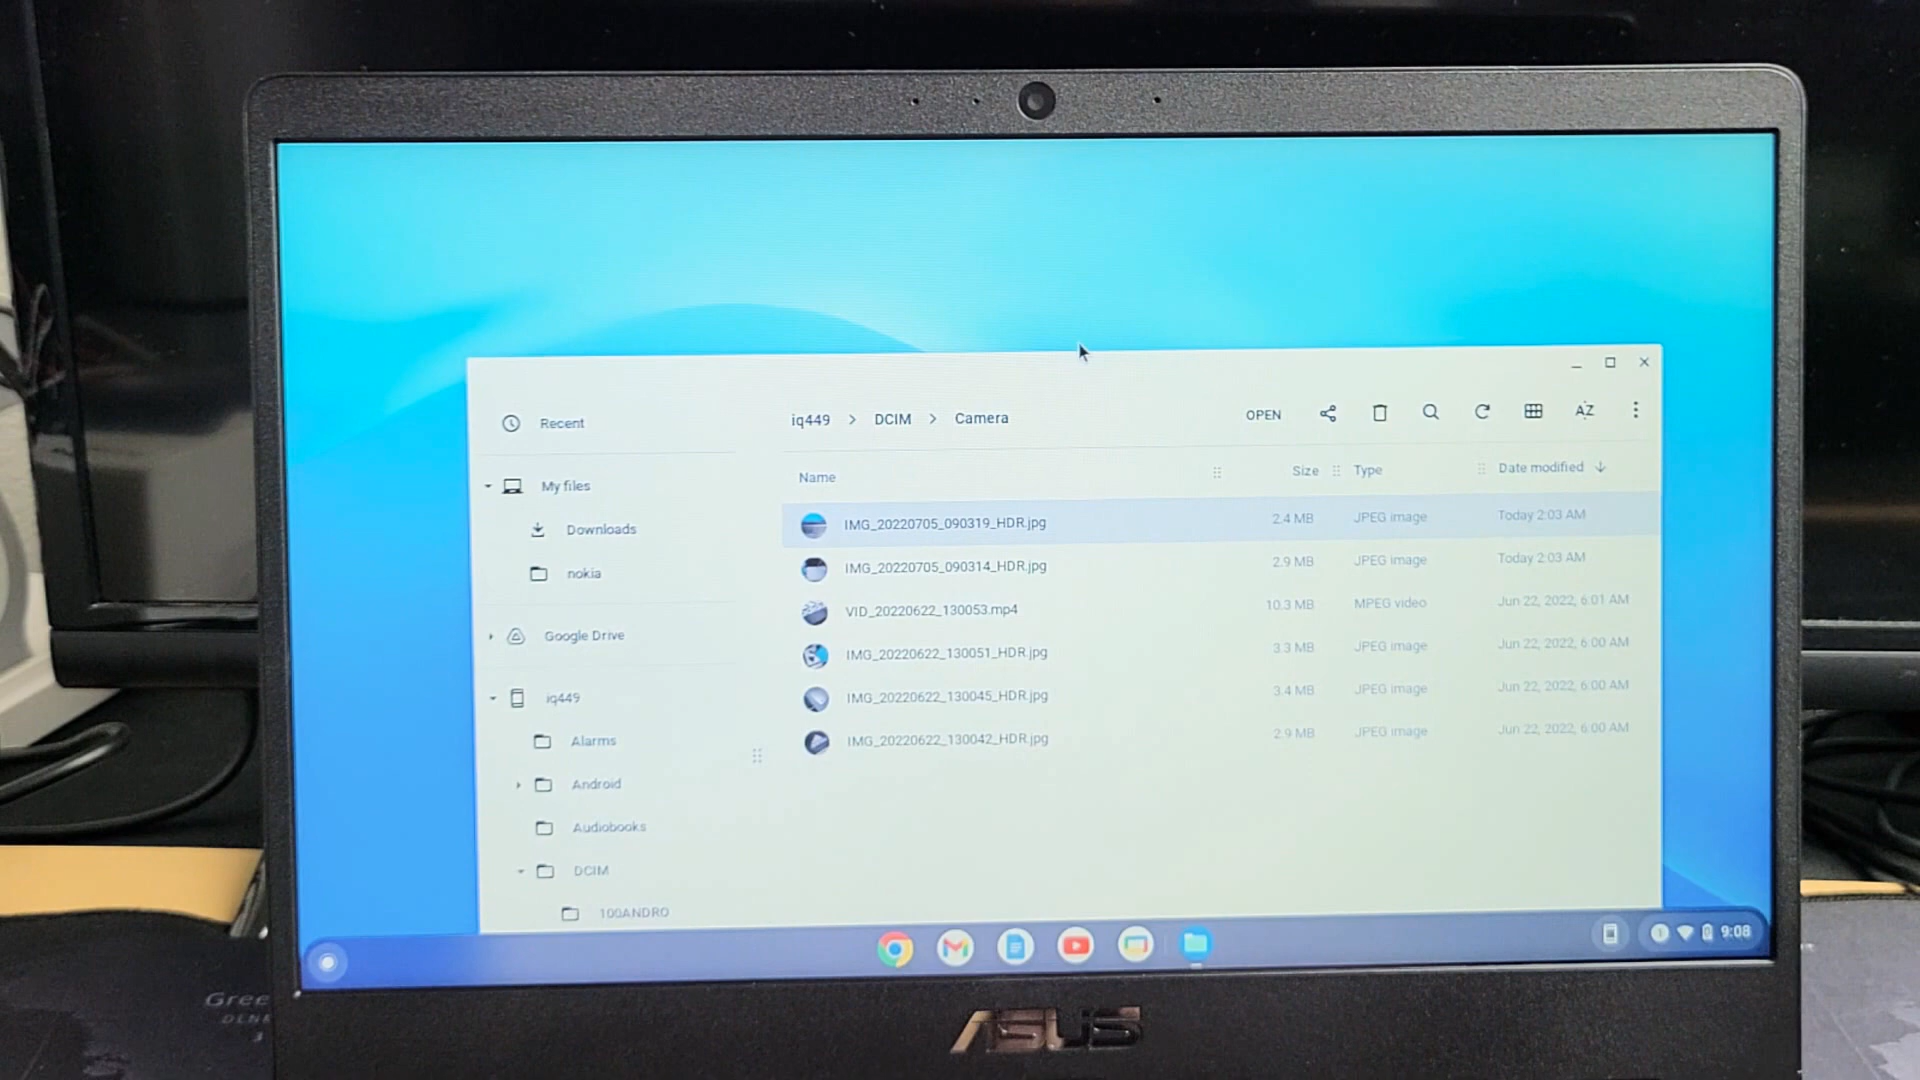 Recent
My files
Downloads
nokia
Google Drive
iq449
Alarms
Android
Audiobooks
DCIM
100ANDRO
iq449 > DCIM > Camera
OPEN
AZ
Name Size Type Date modified
IMG_20220705_090319_HDR.jpg 2.4 MB JPEG image Today 2:03 AM
IMG_20220705_090314_HDR.jpg 2.9 MB JPEG image Today 2:03 AM
VID_20220622_130053.mp4 10.3 MB MPEG video Jun 22, 2022, 6:01 AM
IMG_20220622_130051_HDR.jpg 3.3 MB JPEG image Jun 22, 2022, 6:00 AM
IMG_20220622_130045_HDR.jpg 3.4 MB JPEG image Jun 22, 2022, 6:00 AM
IMG_20220622_130042_HDR.jpg 2.9 MB JPEG image Jun 22, 2022, 6:00 AM
1 9:08
Gree
ASUS